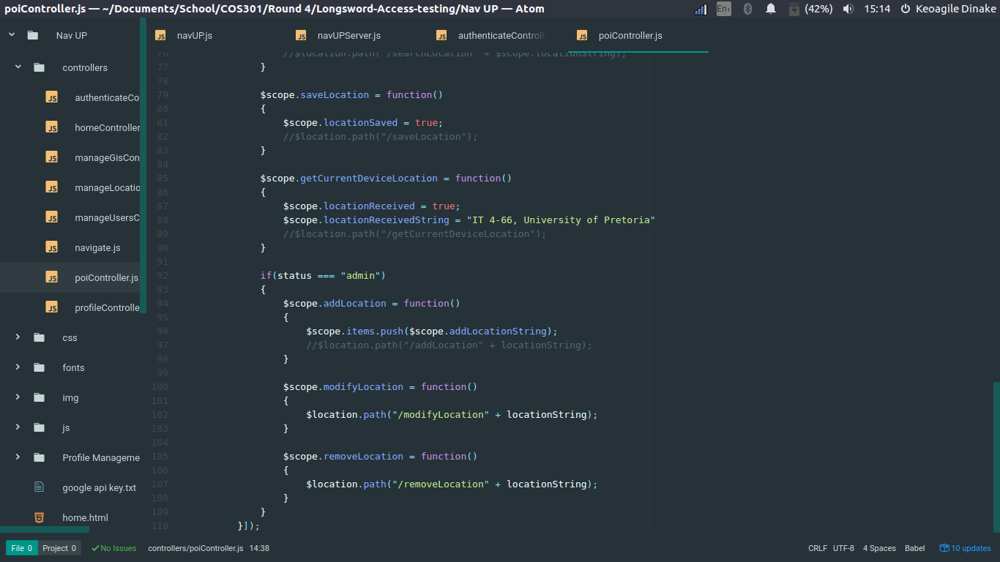 poiController.js — ~/Documents/School/COS301/Round 4/Longsword-Access-testing/Nav UP — Atom
En₁ (42%) 15:14 Keoagile Dinake
Nav UP
controllers
authenticateCo
homeController
manageGisCon
manageLocatio
manageUsersC
navigate.js
poiController.js
profileControlle
css
fonts
img
js
Profile Manageme
google api key.txt
home.html
navUP.js navUPServer.js authenticateControll poiController.js
76 //$location.path("/searchLocation" + $scope.locationString);
77 }
78
79 $scope.saveLocation = function()
80 {
81 $scope.locationSaved = true;
82 //$location.path("/saveLocation");
83 }
84
85 $scope.getCurrentDeviceLocation = function()
86 {
87 $scope.locationReceived = true;
88 $scope.locationReceivedString = "IT 4-66, University of Pretoria"
89 //$location.path("/getCurrentDeviceLocation");
90 }
91
92 if(status === "admin")
93 {
94 $scope.addLocation = function()
95 {
96 $scope.items.push($scope.addLocationString);
97 //$location.path("/addLocation" + locationString);
98 }
99
100 $scope.modifyLocation = function()
101 {
102 $location.path("/modifyLocation" + locationString);
103 }
104
105 $scope.removeLocation = function()
106 {
107 $location.path("/removeLocation" + locationString);
108 }
109 }
110 }]);
File 0 Project 0 No Issues controllers/poiController.js 14:38 CRLF UTF-8 4 Spaces Babel 10 updates